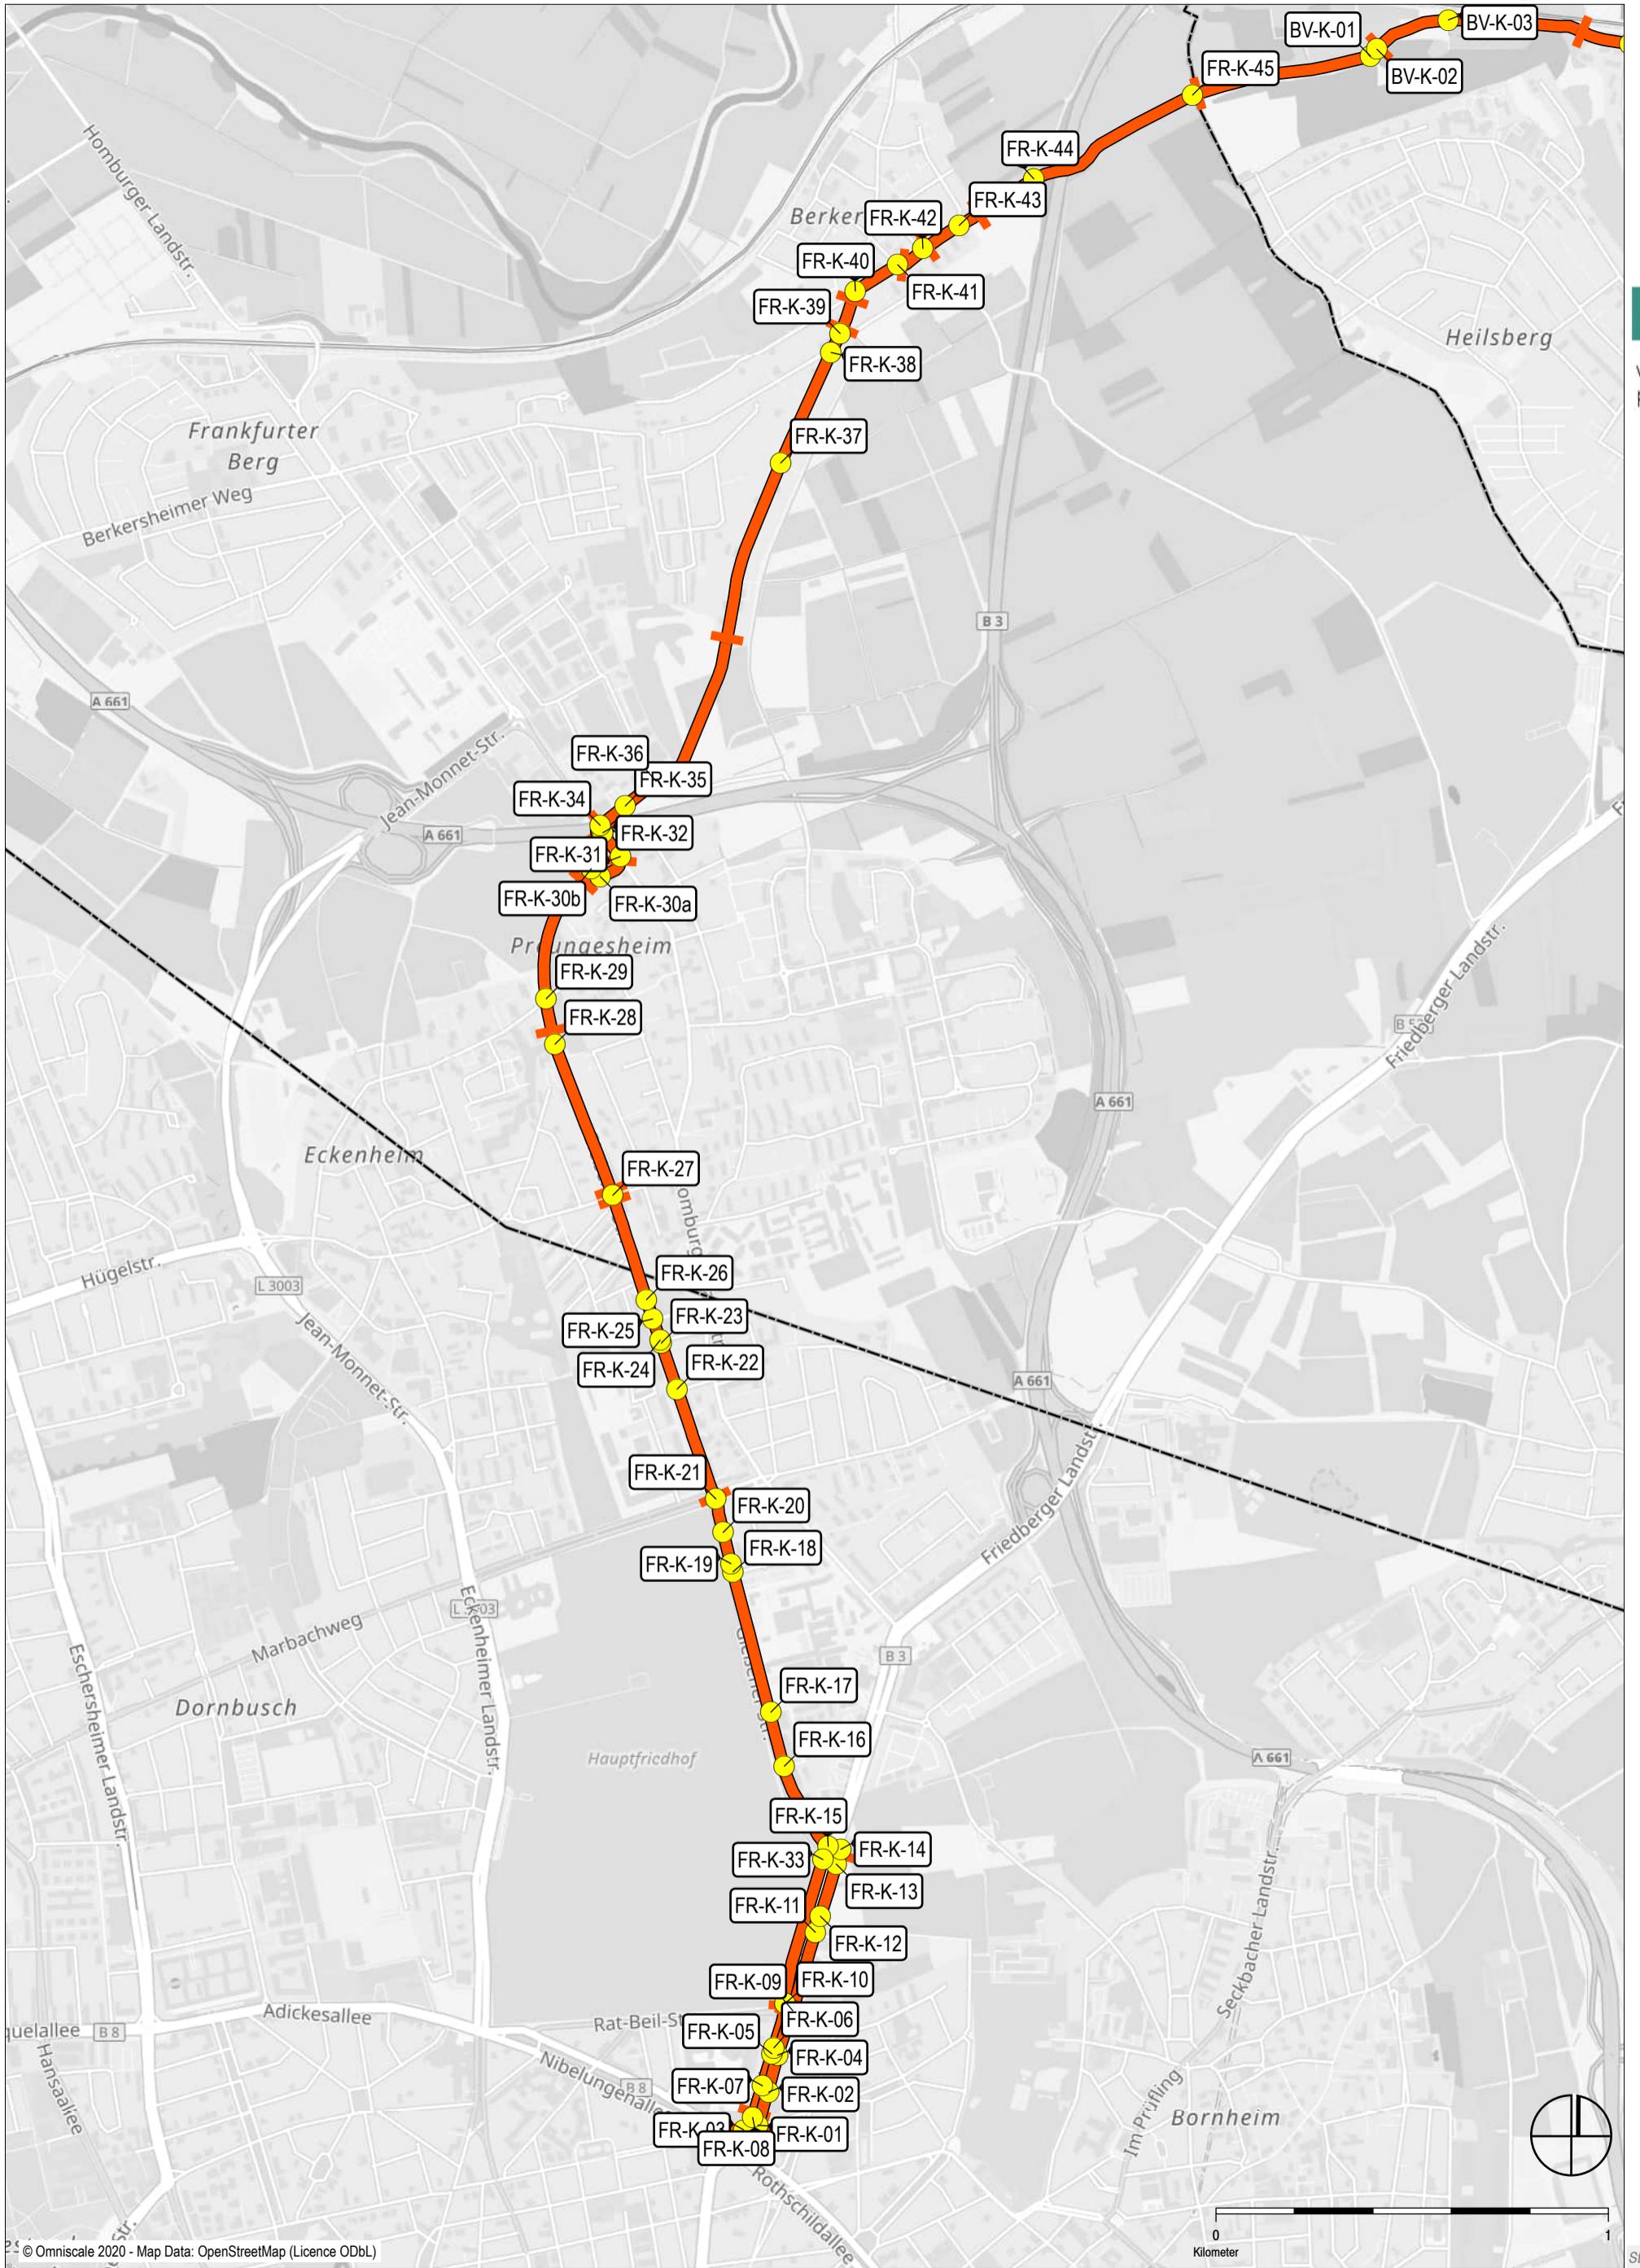 BV-K-03
BV-K-01
BV-K-02
FR-K-45
FR-K-44
FR-K-43
FR-K-42
FR-K-40
FR-K-41
FR-K-39
FR-K-38
FR-K-37
Homburger Landstr.
Heilsberg
Frankfurter
Berg
Berkersheimer Weg
B 3
A 661
Jean-Monnet-Str.
FR-K-36
FR-K-35
FR-K-34
A 661
FR-K-32
FR-K-31
FR-K-30b
FR-K-30a
FR-K-29
FR-K-28
Friedberger Landstr.
A 661
Eckenheim
FR-K-27
Hügelstr.
L 3003
FR-K-26
FR-K-25
FR-K-23
FR-K-24
FR-K-22
Jean-Monnet-Str.
A 661
Friedberger Landstr.
FR-K-21
FR-K-20
FR-K-19
FR-K-18
Marbachweg
Eckenheimer Landstr.
Eschersheimer Landstr.
B 3
Dornbusch
FR-K-17
FR-K-16
Hauptfriedhof
A 661
FR-K-15
FR-K-14
FR-K-33
FR-K-13
FR-K-11
FR-K-12
Seckbacher Landstr.
FR-K-09
FR-K-10
Adickesallee
B 8
FR-K-06
FR-K-05
FR-K-04
Hansaallee
Nibelungenallee
B 8
FR-K-07
FR-K-02
FR-K-03
FR-K-01
FR-K-08
Im Prüfling
Bornheim
Rothschildallee
0
1
Kilometer
© Omniscale 2020 - Map Data: OpenStreetMap (Licence ODbL)